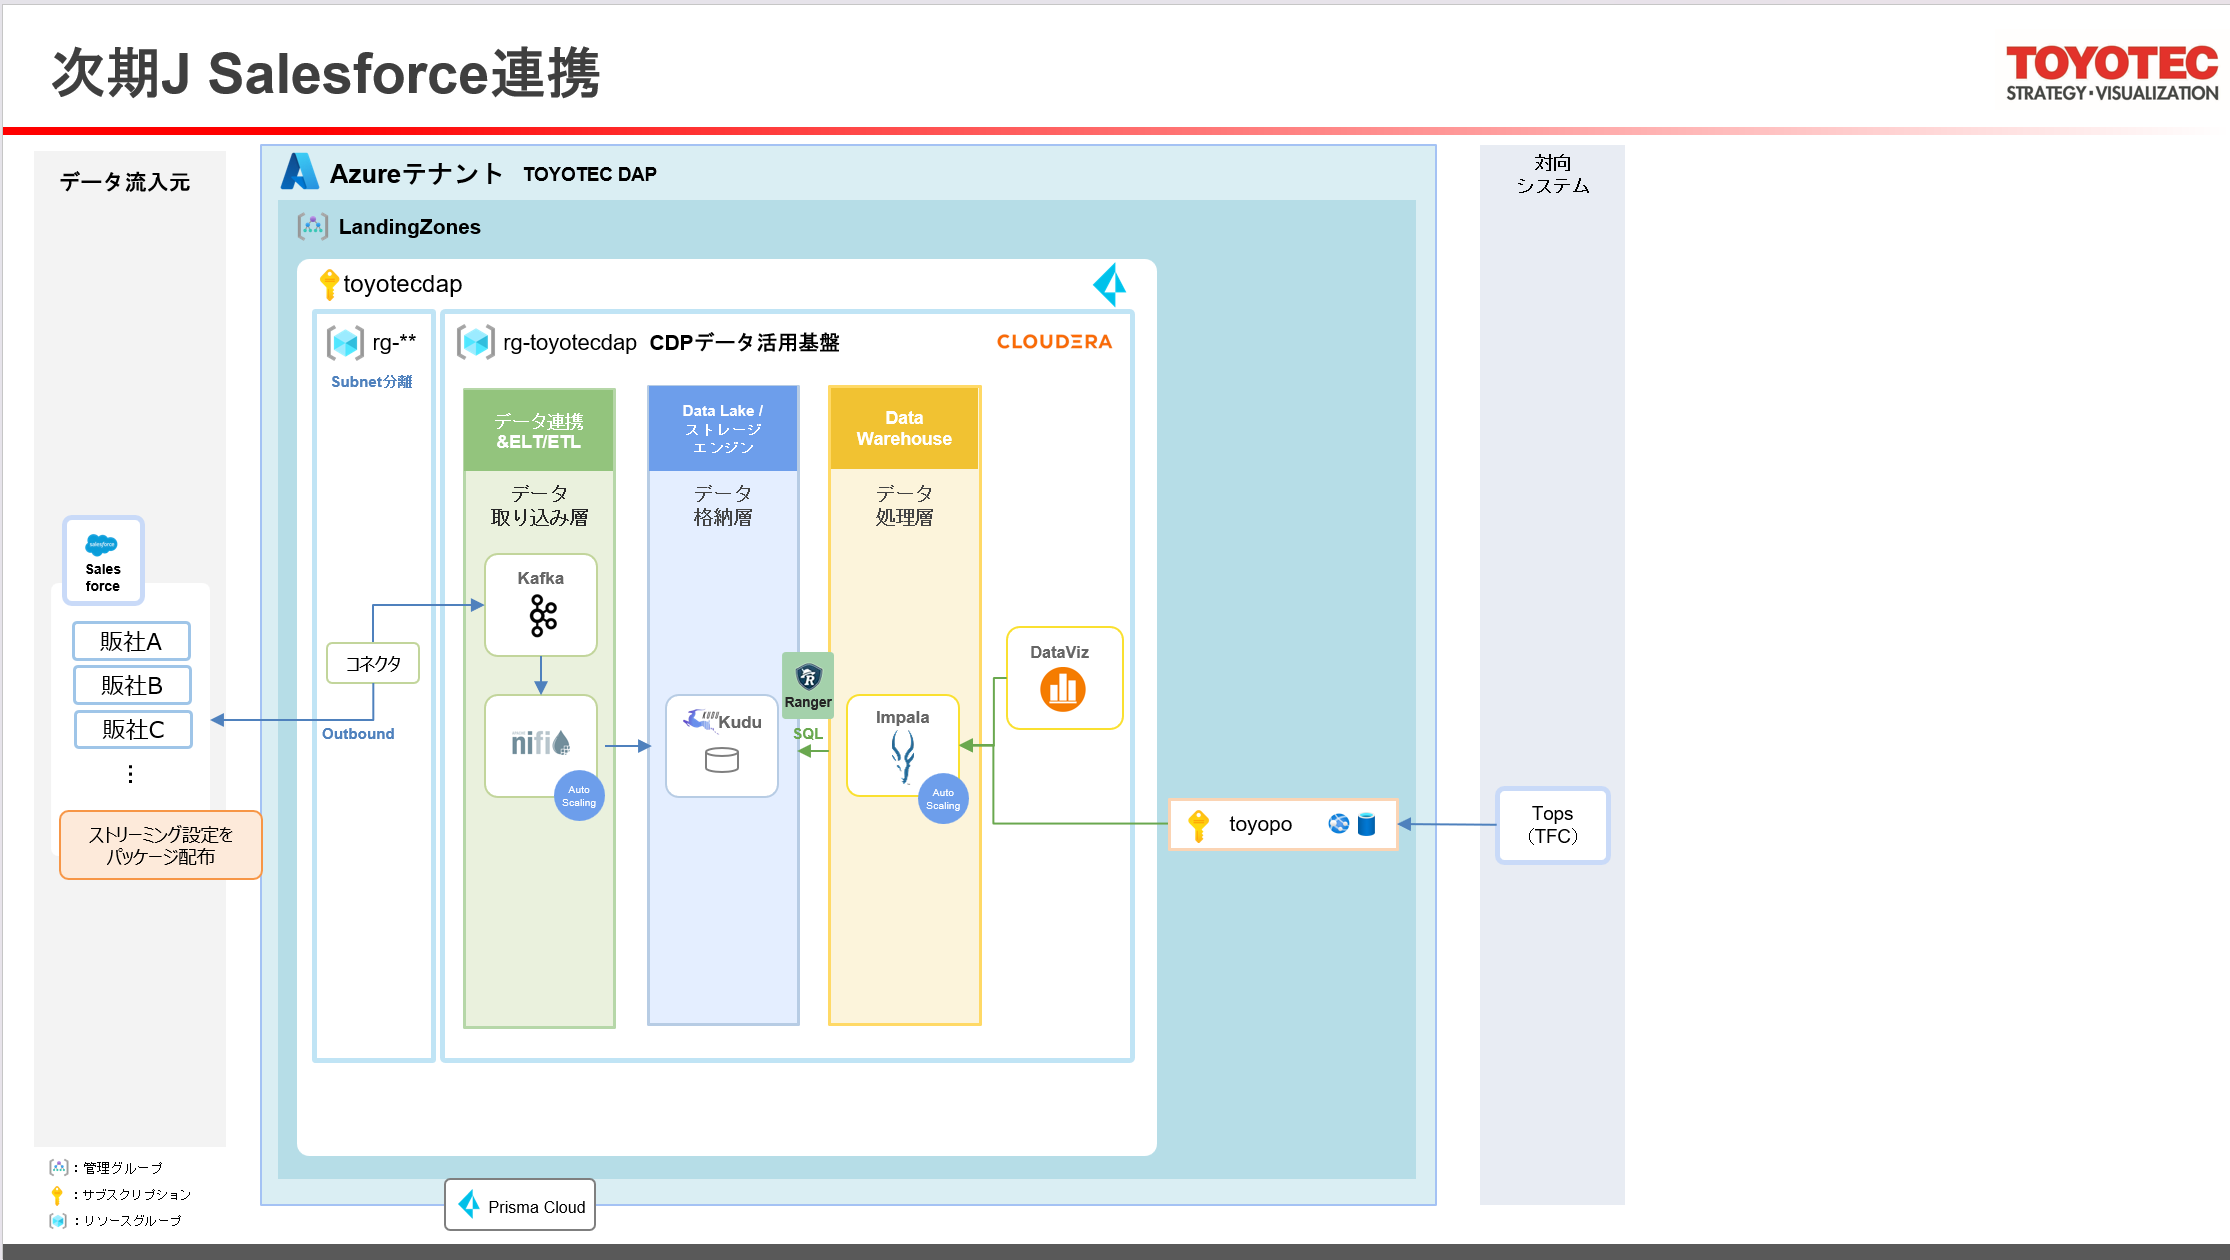 次期J Salesforce連携
TOYOTEC
STRATEGY・VISUALIZATION
データ流入元
salesforce
Sales
force
販社A
販社B
販社C
⋮
ストリーミング設定を
パッケージ配布
Azureテナント TOYOTEC DAP
LandingZones
toyotecdap
rg-**
Subnet分離
コネクタ
Outbound
rg-toyotecdap CDPデータ活用基盤
CLOUDERA
データ連携
&ELT/ETL
データ
取り込み層
Kafka
nifi
Auto
Scaling
Data Lake /
ストレージ
エンジン
データ
格納層
Kudu
Ranger
SQL
Data
Warehouse
データ
処理層
Impala
Auto
Scaling
DataViz
toyopo
対向
システム
Tops
（TFC）
：管理グループ
：サブスクリプション
：リソースグループ
Prisma Cloud